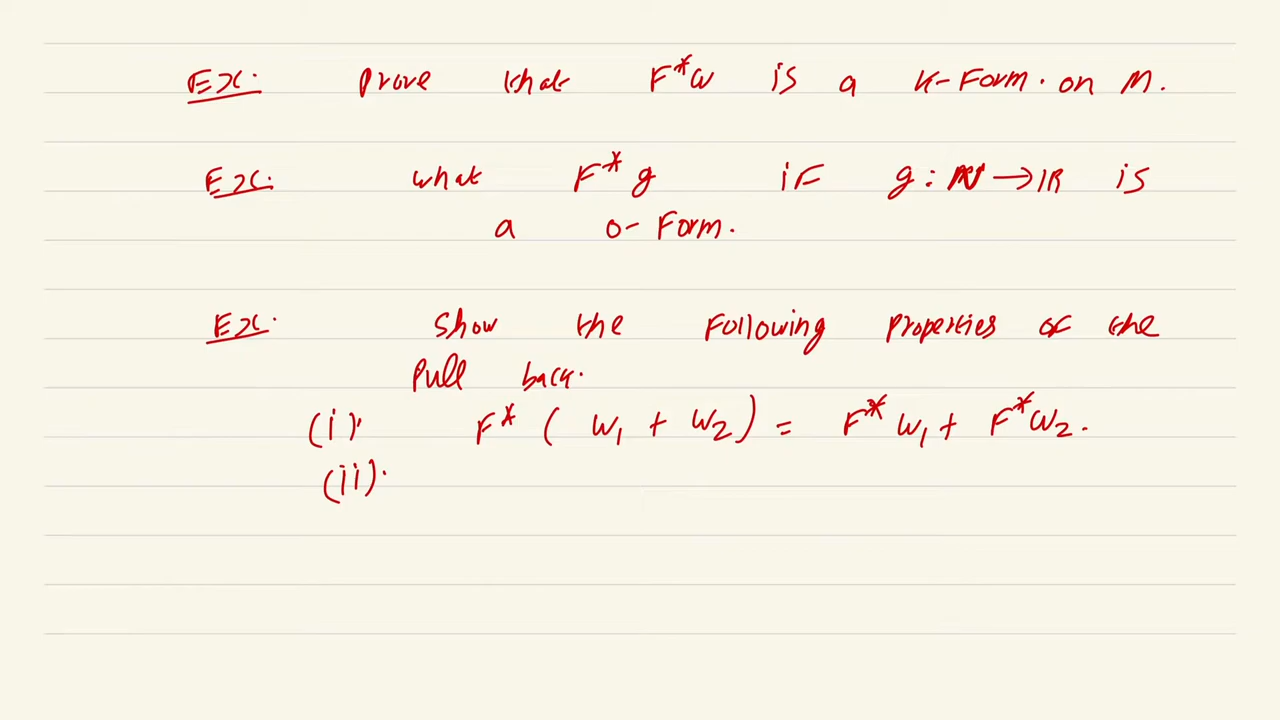 Ex: Prove that F*ω is a k-Form. on M.
Ex: what F*g if g: N → IR is
a 0-Form.
Ex: Show the following properties of the
Pull back.
(i). F*( ω₁ + ω₂ ) = F*ω₁ + F*ω₂.
(ii).